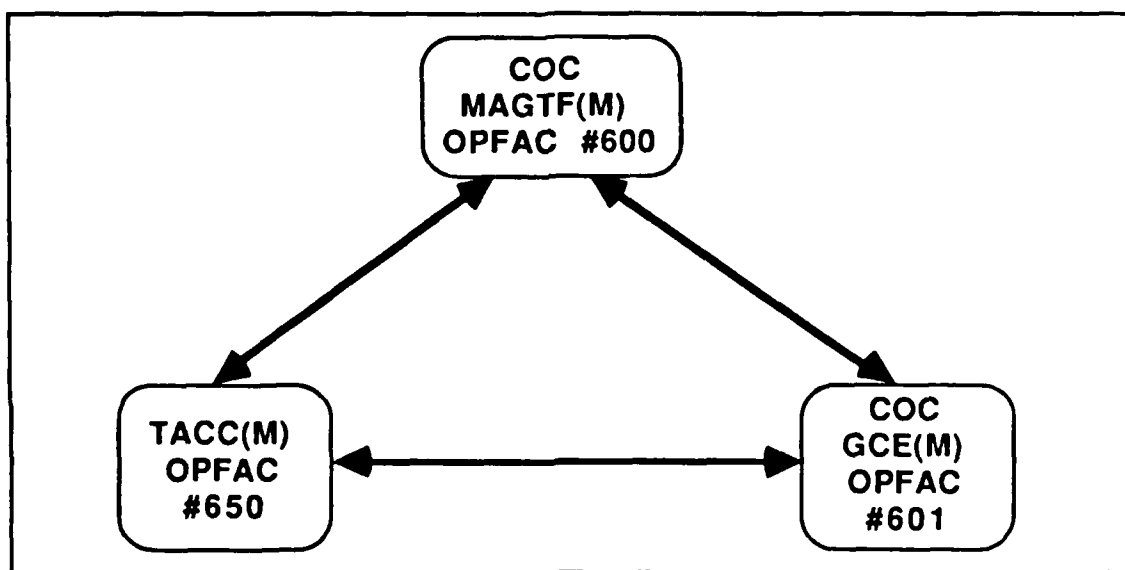 COC
MAGTF(M)
OPFAC #600
TACC(M)
OPFAC
#650
COC
GCE(M)
OPFAC
#601